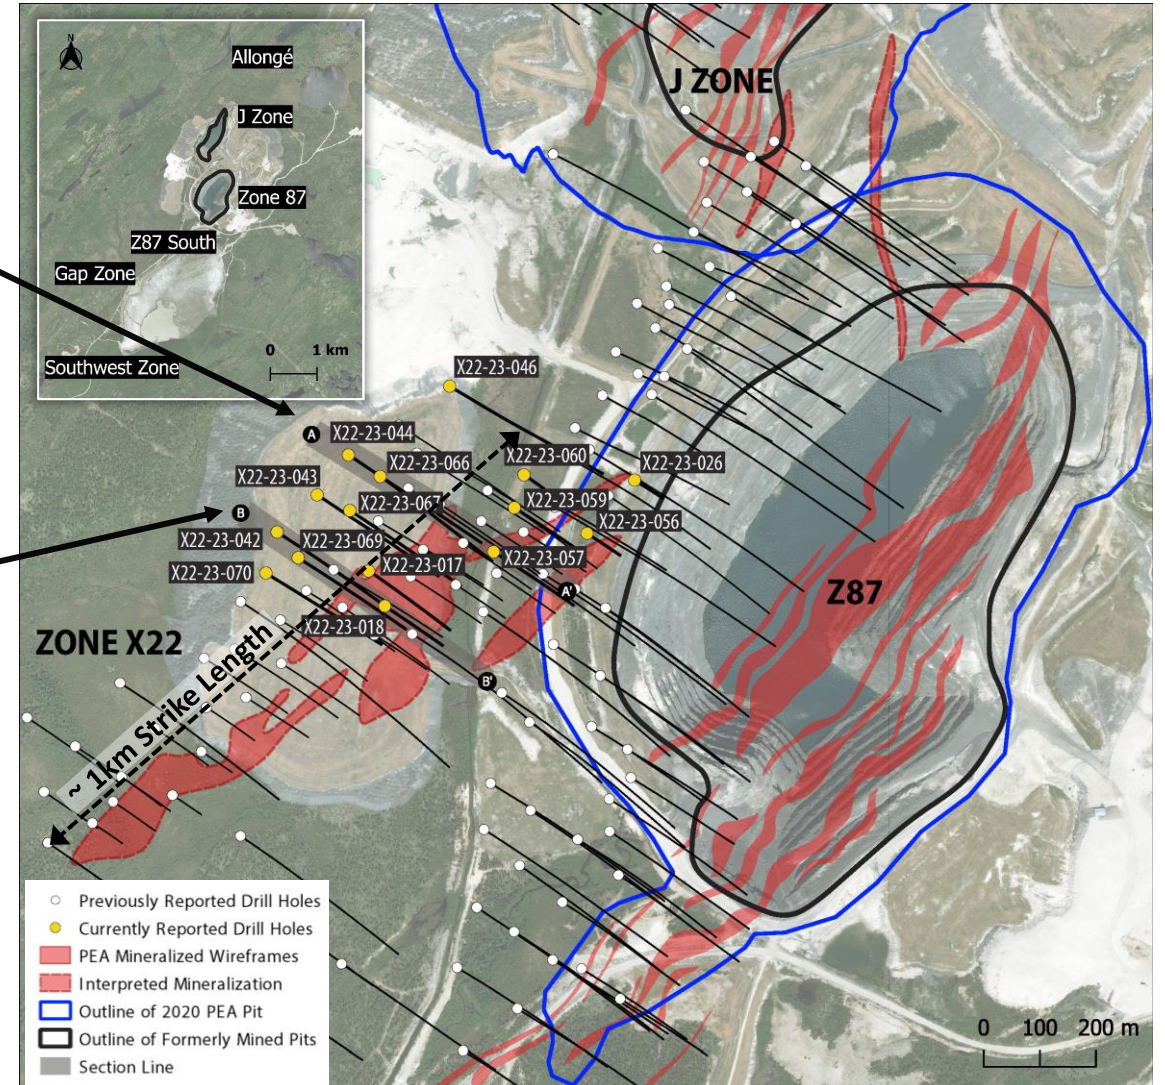 N
Allongé
J Zone
Zone 87
Z87 South
Gap Zone
Southwest Zone
0 1 km
J ZONE
X22-23-046
A
X22-23-044
X22-23-066
X22-23-060
X22-23-026
X22-23-043
X22-23-067
X22-23-059
X22-23-056
B
X22-23-042
X22-23-069
X22-23-057
X22-23-070
X22-23-017
A'
Z87
X22-23-018
ZONE X22
B'
~ 1km Strike Length
Previously Reported Drill Holes
Currently Reported Drill Holes
PEA Mineralized Wireframes
Interpreted Mineralization
Outline of 2020 PEA Pit
Outline of Formerly Mined Pits
Section Line
0 100 200 m